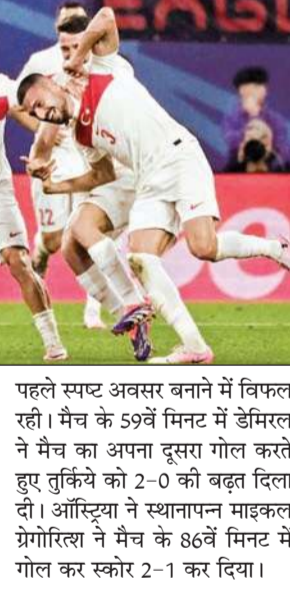 पहले स्पष्ट अवसर बनाने में विफल
रही। मैच के 59वें मिनट में डेमिरल
ने मैच का अपना दूसरा गोल करते
हुए तुर्किये को 2-0 की बढ़त दिला
दी। ऑस्ट्रिया ने स्थानापन्न माइकल
ग्रेगोरित्श ने मैच के 86वें मिनट में
गोल कर स्कोर 2-1 कर दिया।